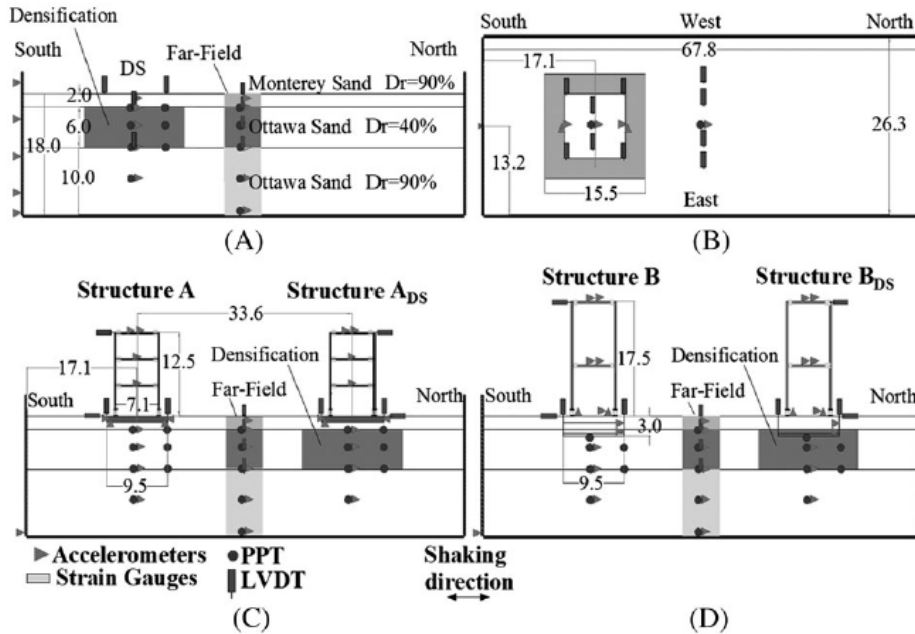 Densification
South
DS
Far-Field
North
Monterey Sand Dr=90%
2.0
6.0
Ottawa Sand Dr=40%
18.0
10.0
Ottawa Sand Dr=90%
(A)
South
West
North
67.8
17.1
13.2
26.3
15.5
East
(B)
Structure A
Structure ADS
33.6
Densification
17.1
12.5
South
7.1
Far-Field
North
9.5
Accelerometers
PPT
Strain Gauges
LVDT
(C)
Shaking
direction
Structure B
Structure BDS
17.5
Densification
Far-Field
South
North
3.0
9.5
(D)